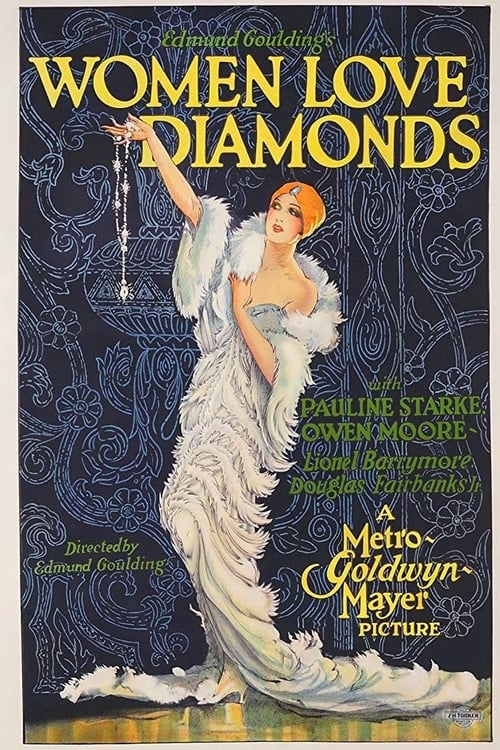 Edmund Goulding's
WOMEN LOVE
DIAMONDS
with
PAULINE STARKE,
OWEN MOORE~
Lionel Barrymore,
Douglas Fairbanks Jr.
A
Metro~
Goldwyn~
Mayer
PICTURE
Directed by
Edmund Goulding